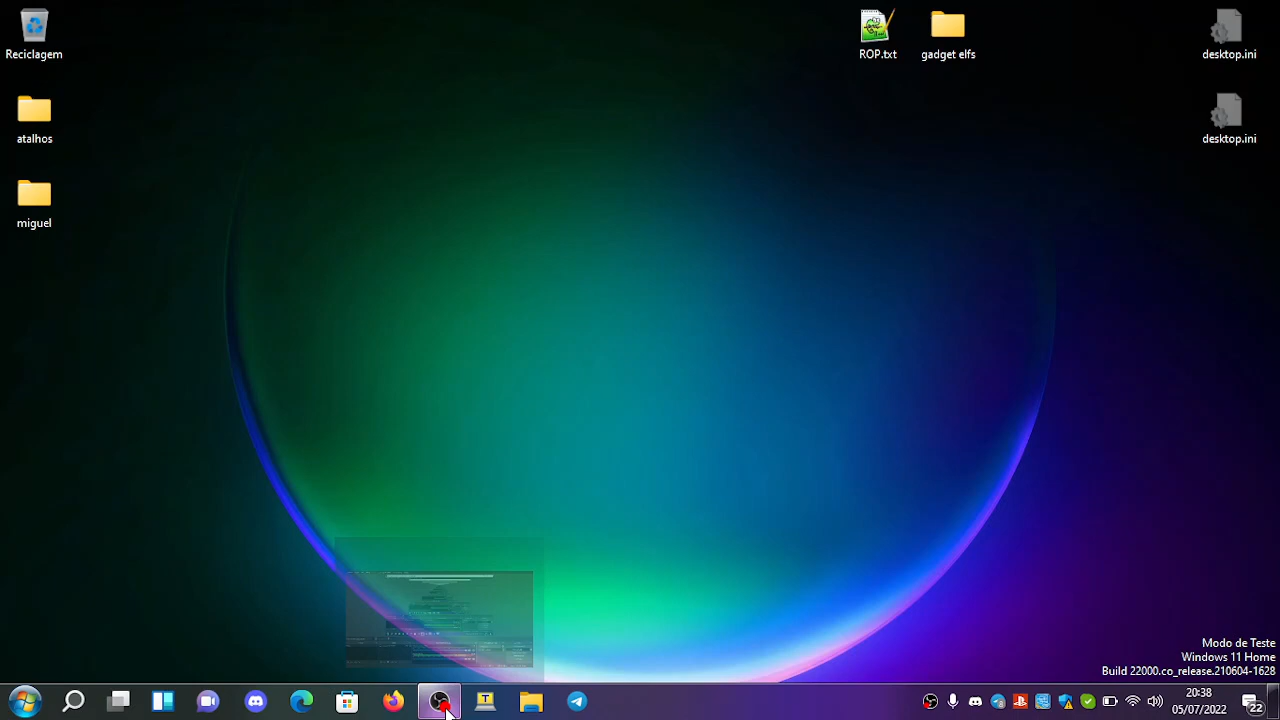 Reciclagem
atalhos
miguel
ROP.txt
gadget elfs
desktop.ini
desktop.ini
Modo de Teste
Windows 11 Home
Build 22000.co_release.210604-1628
T
20:38
05/07/2022
22